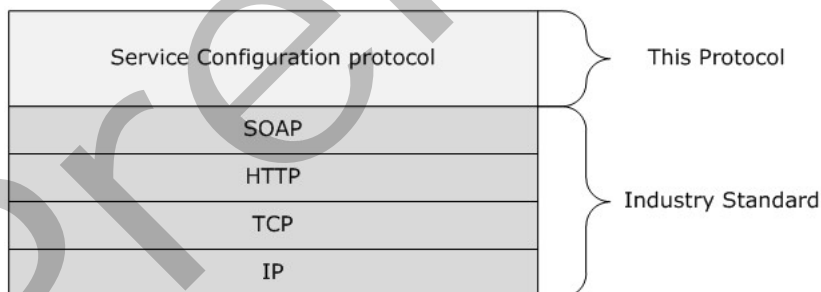 Service Configuration protocol
This Protocol
SOAP
HTTP
Industry Standard
TCP
IP